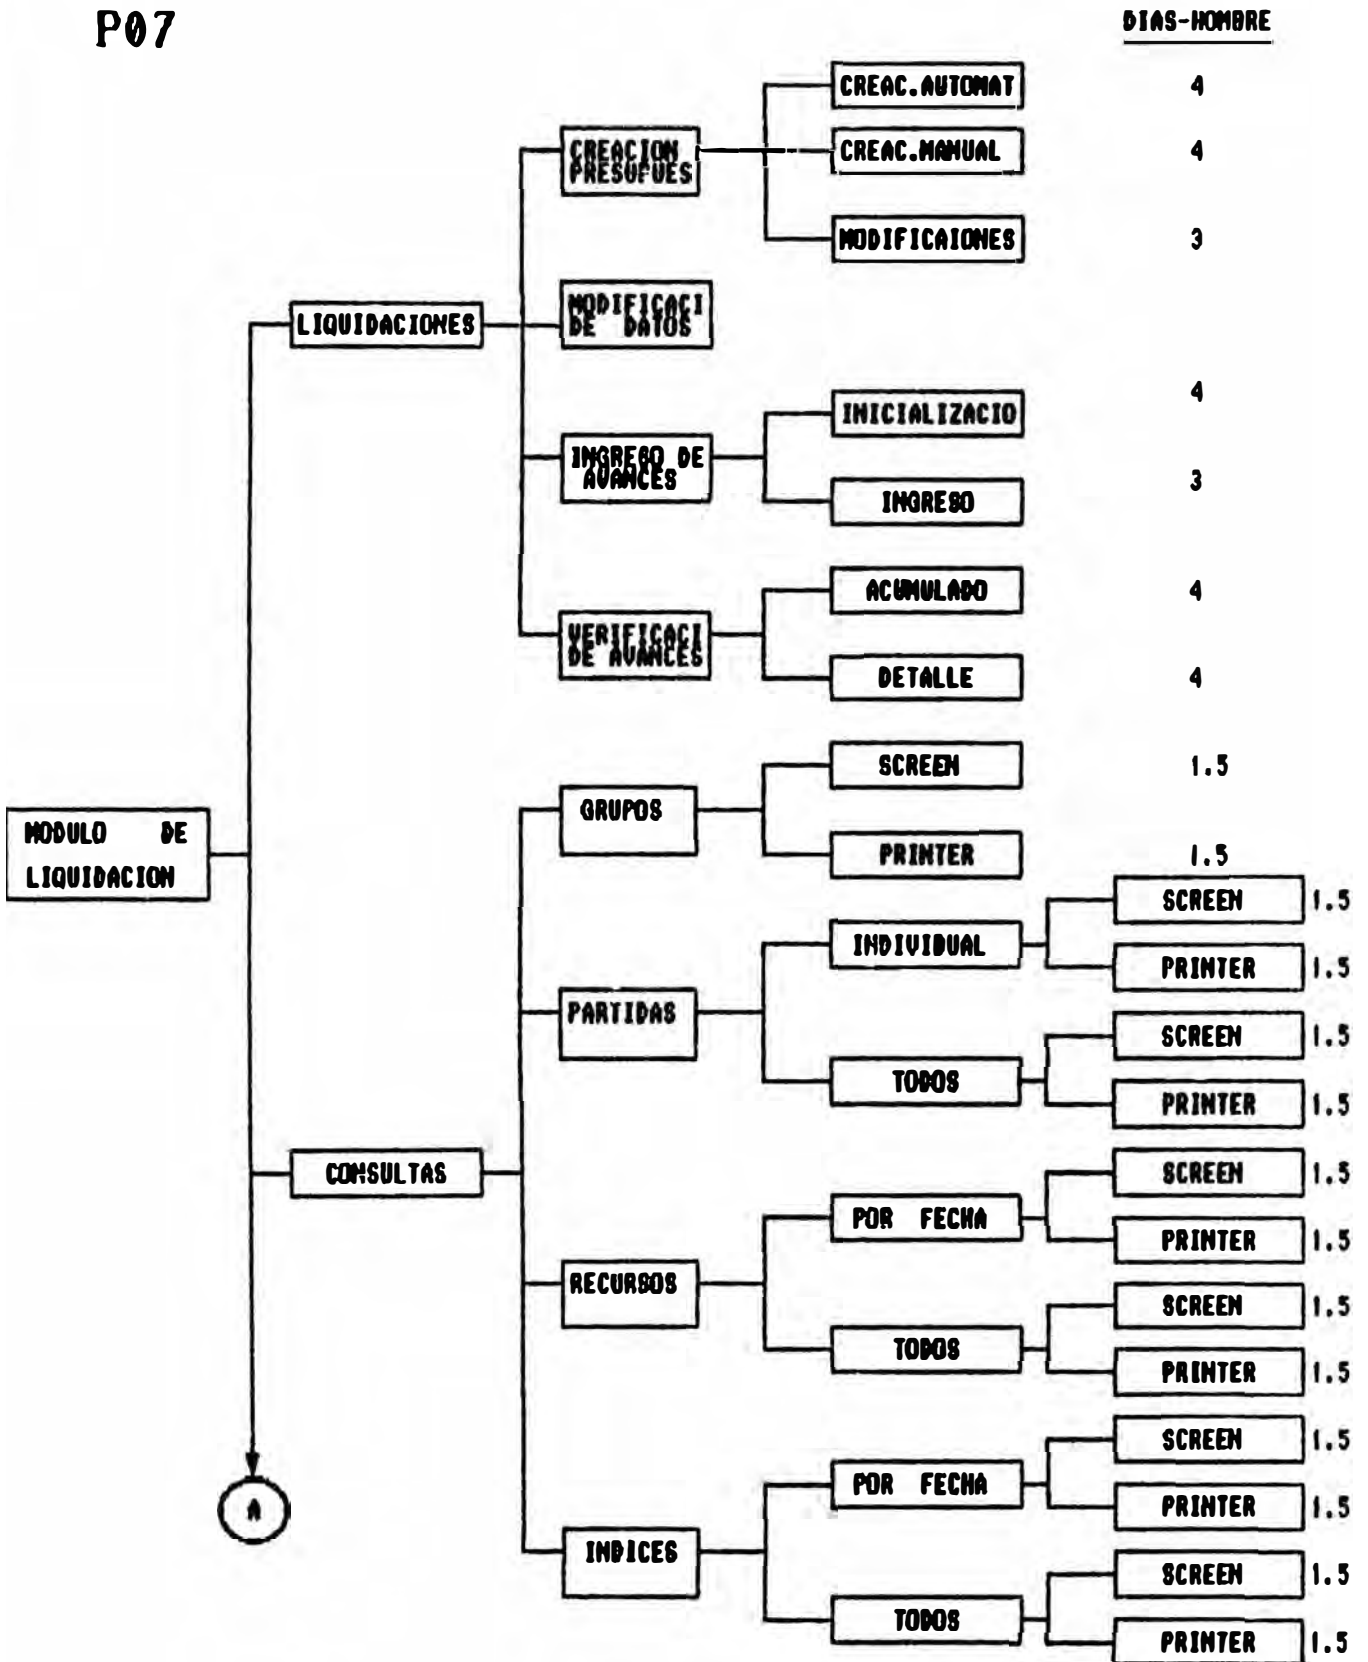 P07
DIAS-HOMBRE
CREAC.AUTOMAT
4
CREACION
PRESUPUES
CREAC.MANUAL
4
MODIFICAIONES
3
LIQUIDACIONES
MODIFICACI
DE DATOS
4
INICIALIZACIO
INGRESO DE
AVANCES
3
INGRESO
ACUMULADO
4
VERIFICACI
DE AVANCES
DETALLE
4
SCREEN
1.5
GRUPOS
MODULO DE
LIQUIDACION
PRINTER
1.5
SCREEN
1.5
INDIVIDUAL
PRINTER
1.5
PARTIDAS
SCREEN
1.5
TODOS
PRINTER
1.5
CONSULTAS
SCREEN
1.5
POR FECHA
PRINTER
1.5
RECURSOS
SCREEN
1.5
TODOS
PRINTER
1.5
SCREEN
1.5
POR FECHA
PRINTER
1.5
A
INDICES
SCREEN
1.5
TODOS
PRINTER
1.5